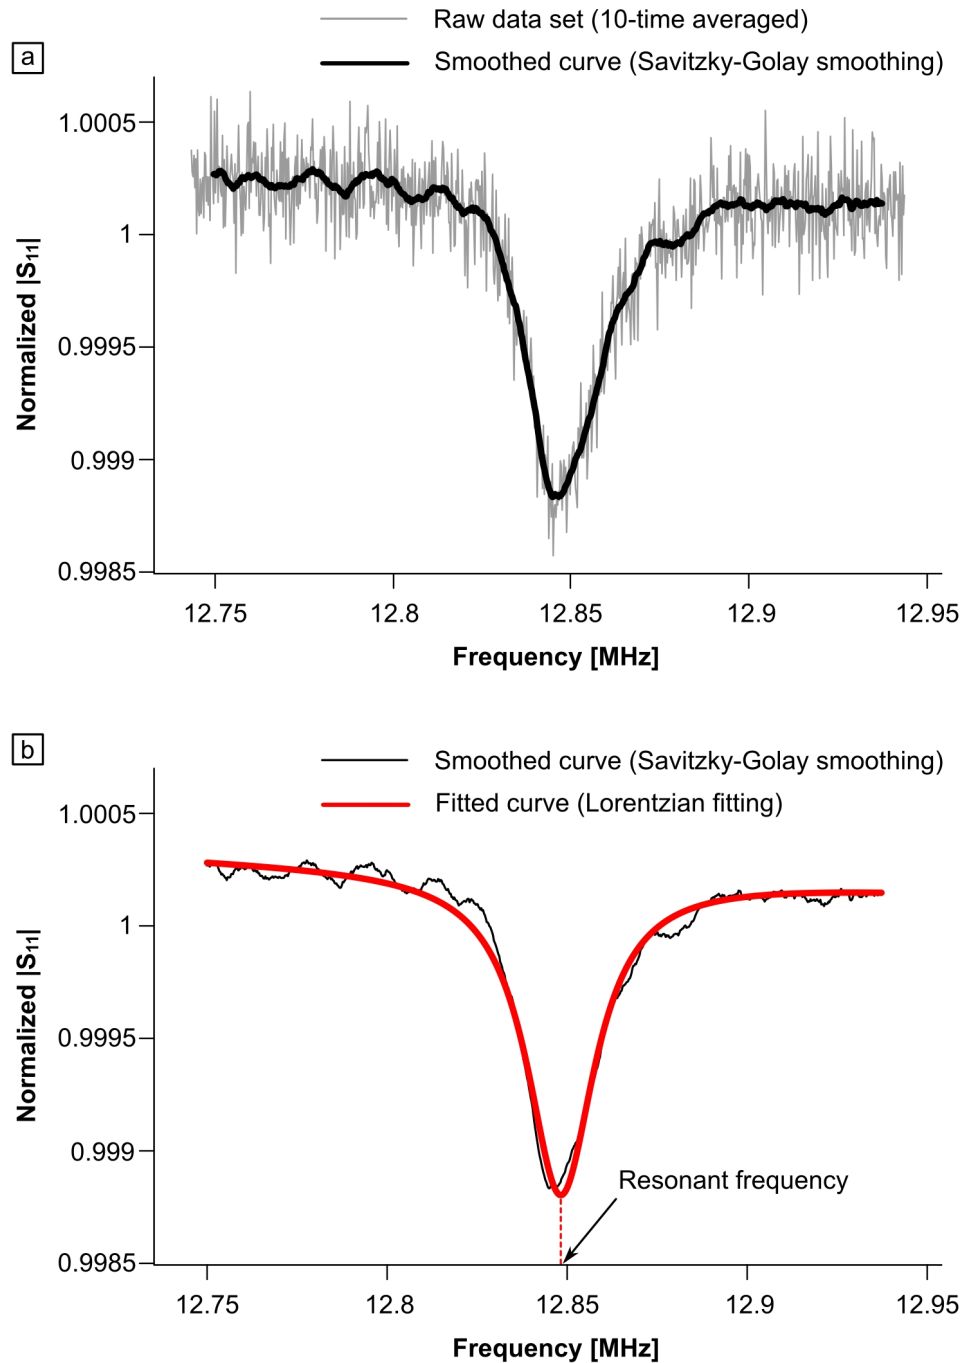 Raw data set (10-time averaged)
a
Smoothed curve (Savitzky-Golay smoothing)
1.0005
1
0.9995
0.999
0.9985
Normalized |S₁₁|
12.75 12.8 12.85 12.9 12.95
Frequency [MHz]
b
Smoothed curve (Savitzky-Golay smoothing)
Fitted curve (Lorentzian fitting)
1.0005
1
0.9995
0.999
0.9985
Normalized |S₁₁|
Resonant frequency
12.75 12.8 12.85 12.9 12.95
Frequency [MHz]